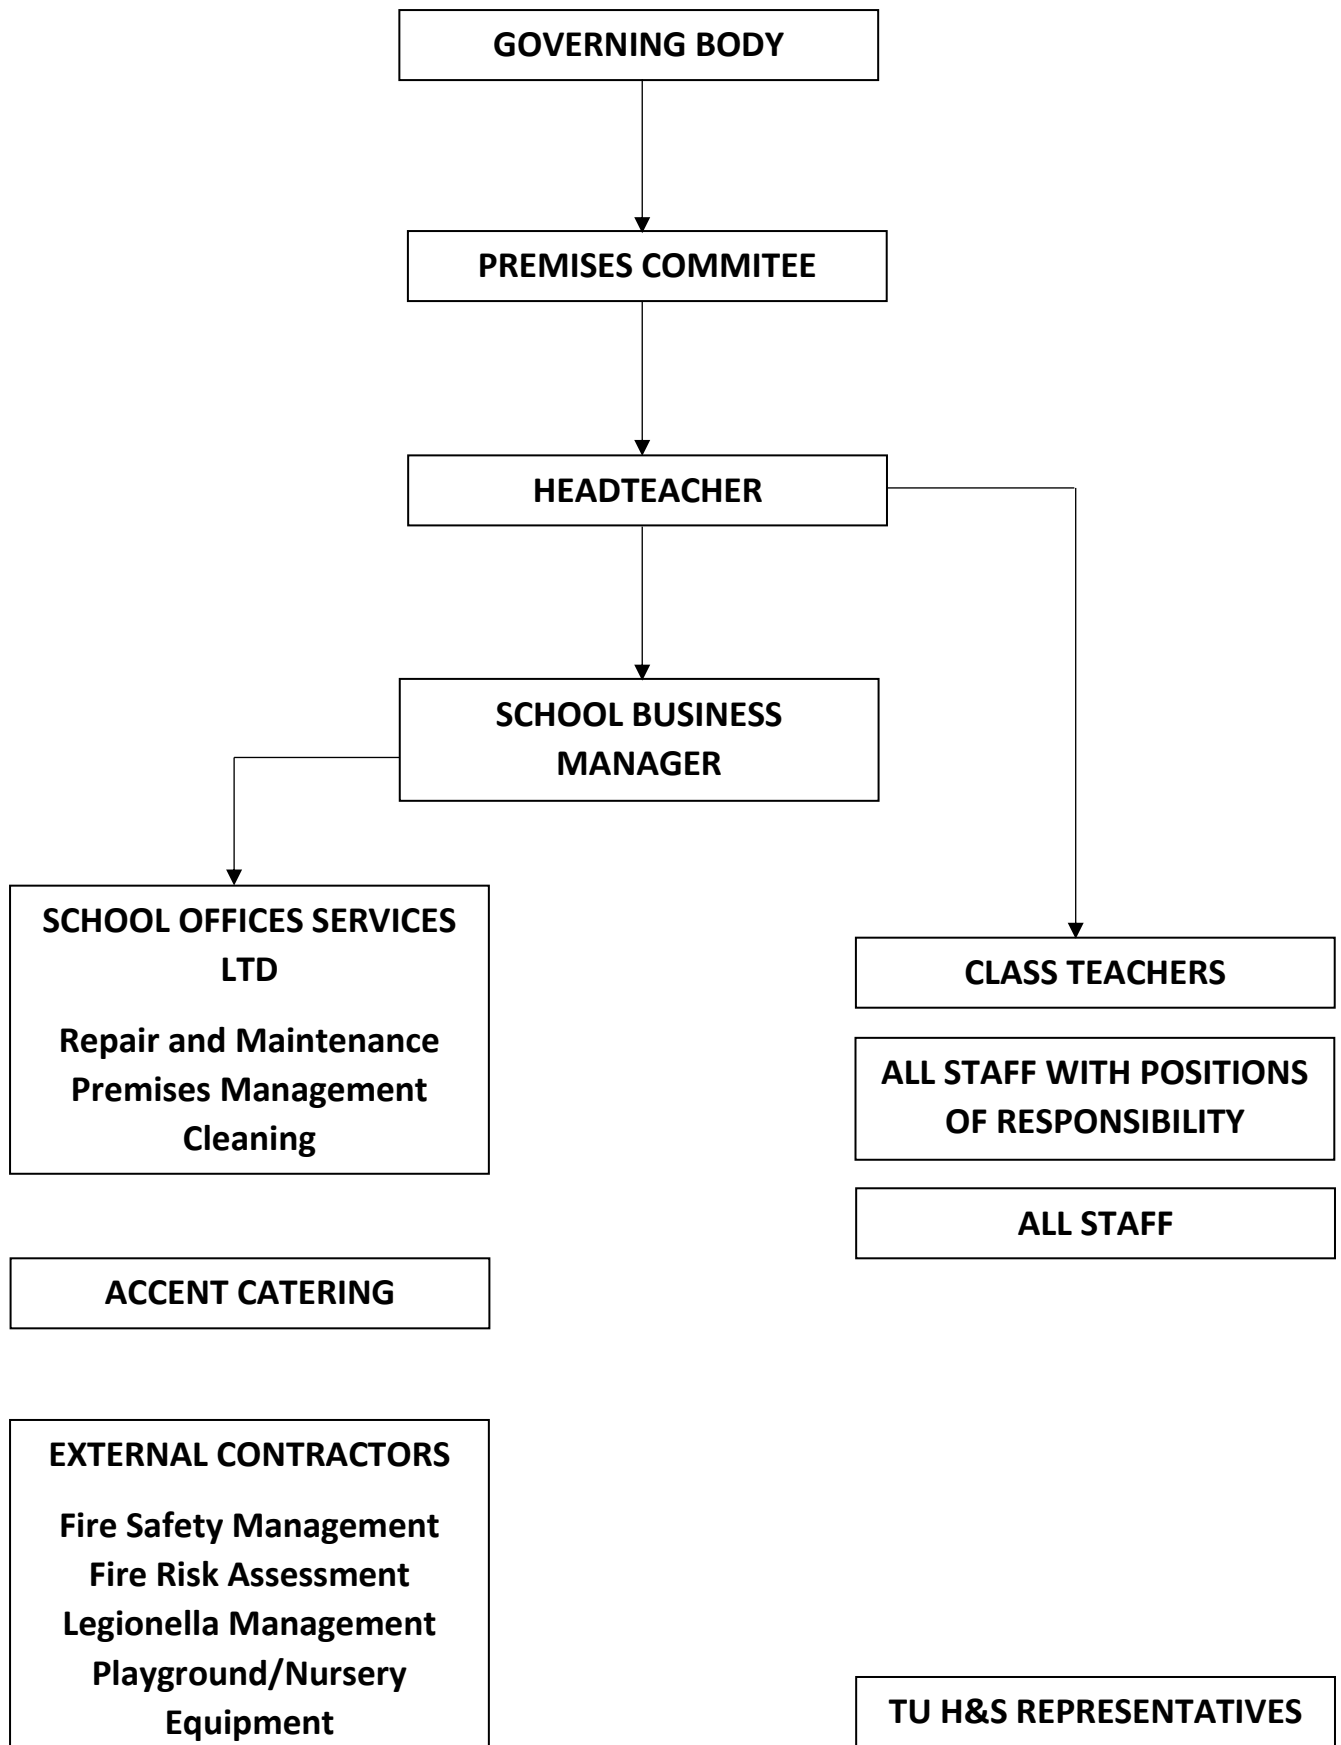 GOVERNING BODY
PREMISES COMMITEE
HEADTEACHER
SCHOOL BUSINESS
MANAGER
SCHOOL OFFICES SERVICES
LTD
Repair and Maintenance
Premises Management
Cleaning
CLASS TEACHERS
ALL STAFF WITH POSITIONS
OF RESPONSIBILITY
ALL STAFF
ACCENT CATERING
EXTERNAL CONTRACTORS
Fire Safety Management
Fire Risk Assessment
Legionella Management
Playground/Nursery
Equipment
TU H&S REPRESENTATIVES